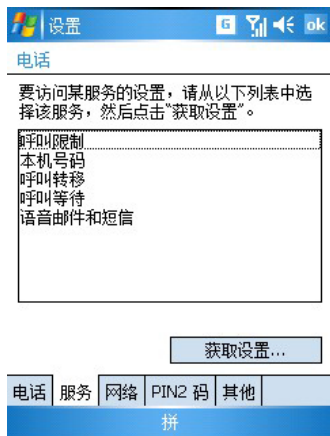 设置 G ok
电话
要访问某服务的设置，请从以下列表中选
择该服务，然后点击"获取设置"。
呼叫限制
本机号码
呼叫转移
呼叫等待
语音邮件和短信
获取设置...
电话 服务 网络 PIN2 码 其他
拼